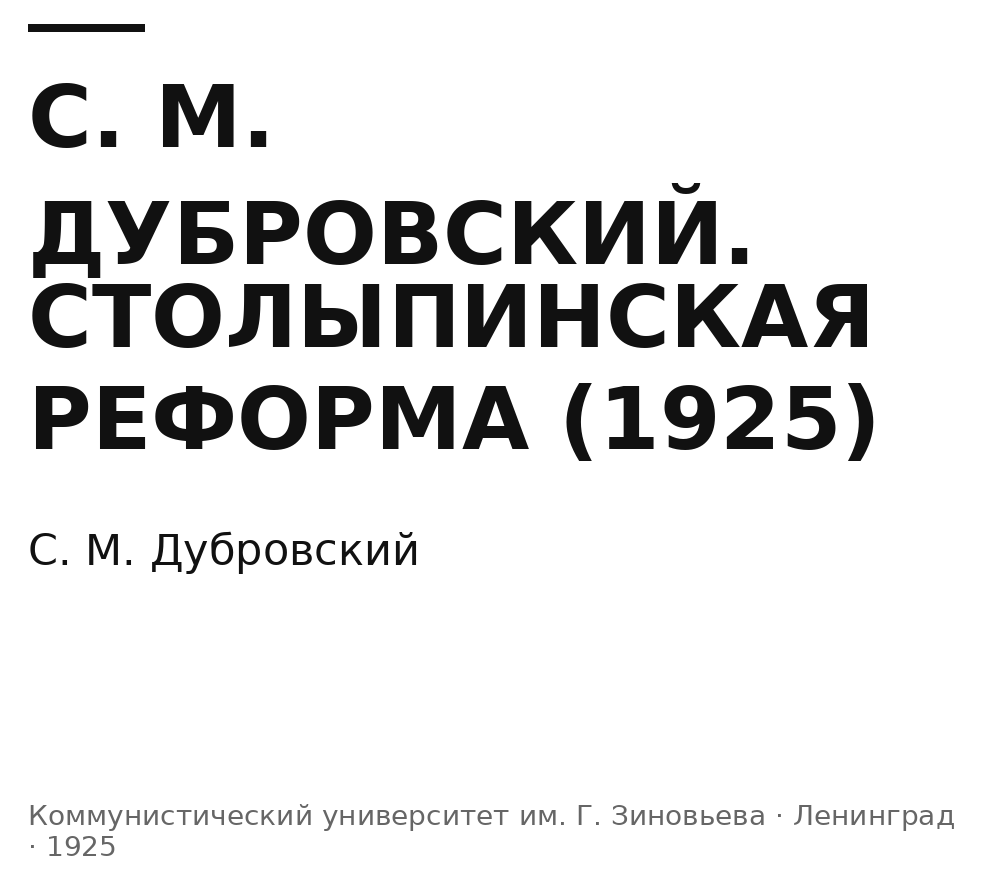 С. М.
ДУБРОВСКИЙ.
СТОЛЫПИНСКАЯ
РЕФОРМА (1925)
С. М. Дубровский
Коммунистический университет им. Г. Зиновьева · Ленинград
· 1925